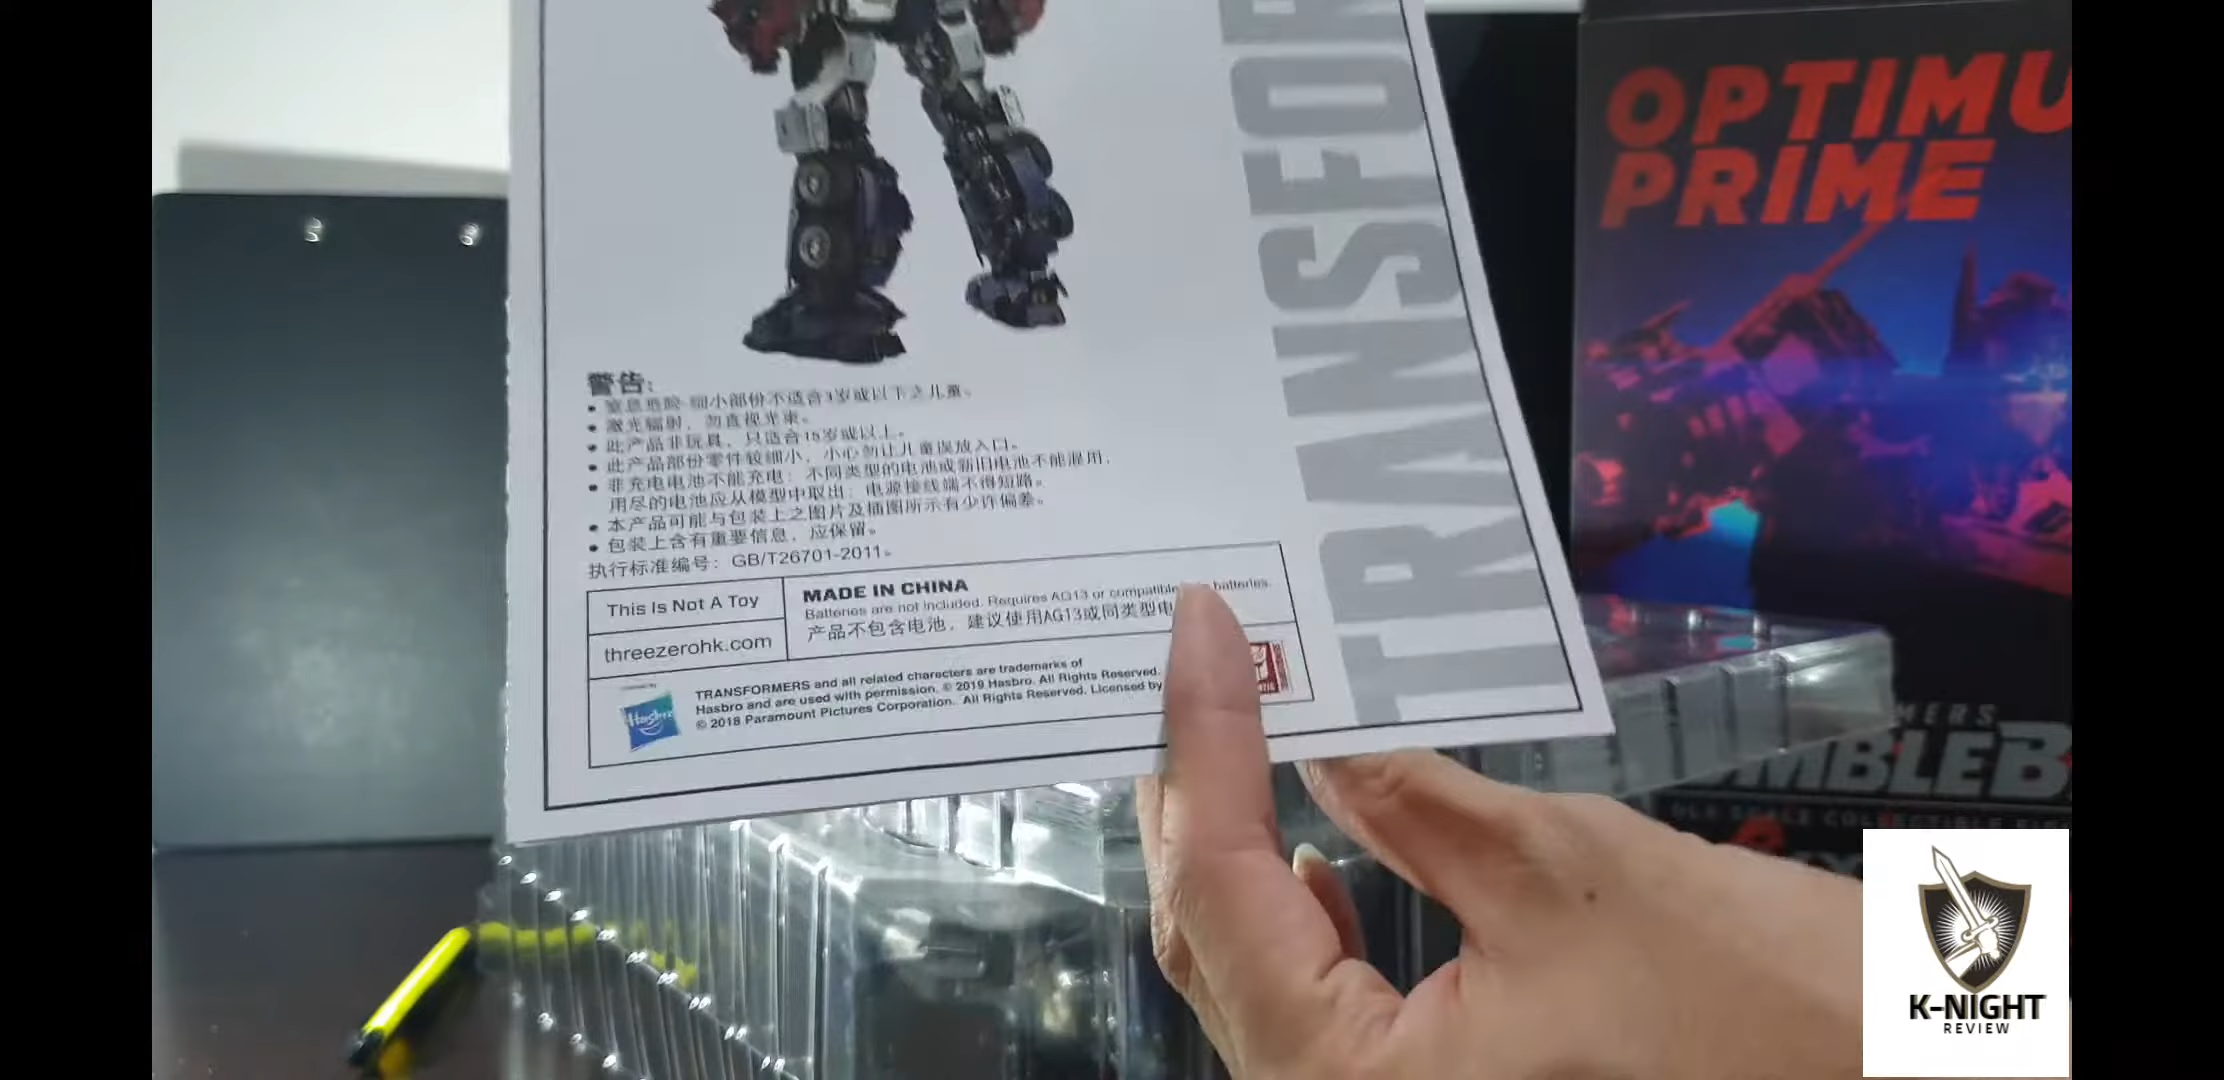 OPTIMU
PRIME
TRANSFOR
警告:
窒息危险-细小部份不适合3岁或以下之儿童。
激光辐射，勿直视光束。
此产品非玩具，只适合15岁或以上。
此产品部份零件较细小，小心勿让儿童误放入口。
非充电电池不能充电；不同类型的电池或新旧电池不能混用，
用尽的电池应从模型中取出；电源接线端不得短路。
本产品可能与包装上之图片及插图所示有少许偏差。
包装上含有重要信息，应保留。
执行标准编号：GB/T26701-2011。
This Is Not A Toy
threezerohk.com
MADE IN CHINA
Batteries are not included. Requires AG13 or compatible batteries.
产品不包含电池，建议使用AG13或同类型电
Hasbro
TRANSFORMERS and all related characters are trademarks of
Hasbro and are used with permission. © 2019 Hasbro. All Rights Reserved.
© 2018 Paramount Pictures Corporation. All Rights Reserved. Licensed by
MERS
MBLEB
SCALE COLLECTIBLE
K-NIGHT
REVIEW